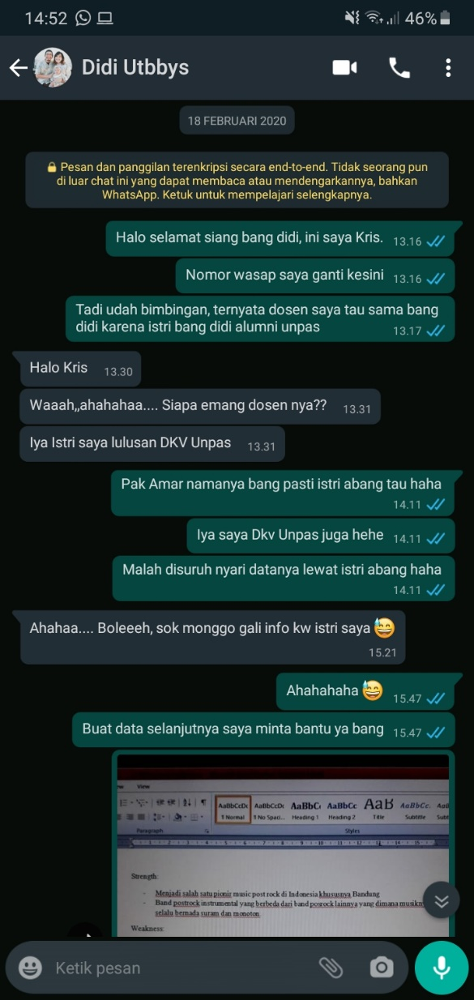 14:52
46%
Didi Utbbys
18 FEBRUARI 2020
Pesan dan panggilan terenkripsi secara end-to-end. Tidak seorang pun
di luar chat ini yang dapat membaca atau mendengarkannya, bahkan
WhatsApp. Ketuk untuk mempelajari selengkapnya.
Halo selamat siang bang didi, ini saya Kris. 13.16
Nomor wasap saya ganti kesini 13.16
Tadi udah bimbingan, ternyata dosen saya tau sama bang
didi karena istri bang didi alumni unpas 13.17
Halo Kris 13.30
Waaah,,ahahahaa.... Siapa emang dosen nya?? 13.31
Iya Istri saya lulusan DKV Unpas 13.31
Pak Amar namanya bang pasti istri abang tau haha
14.11
Iya saya Dkv Unpas juga hehe 14.11
Malah disuruh nyari datanya lewat istri abang haha
14.11
Ahahaa.... Boleeeh, sok monggo gali info kw istri saya 😅
15.21
Ahahahaha 😅 15.47
Buat data selanjutnya saya minta bantu ya bang 15.47
View
AaBbCcDc AaBbCcDc AaBbC AaBbCc AaB AaBbCc.
¶ Normal ¶ No Spaci... Heading 1 Heading 2 Title Subtitle
Paragraph Styles
Strength:
- Menjadi salah satu pionir music post rock di Indonesia khususnya Bandung
- Band postrock instrumental yang berbeda dari band posrock lainnya yang dimana
selalu bernada suram dan monoton
Weakness:
Ketik pesan